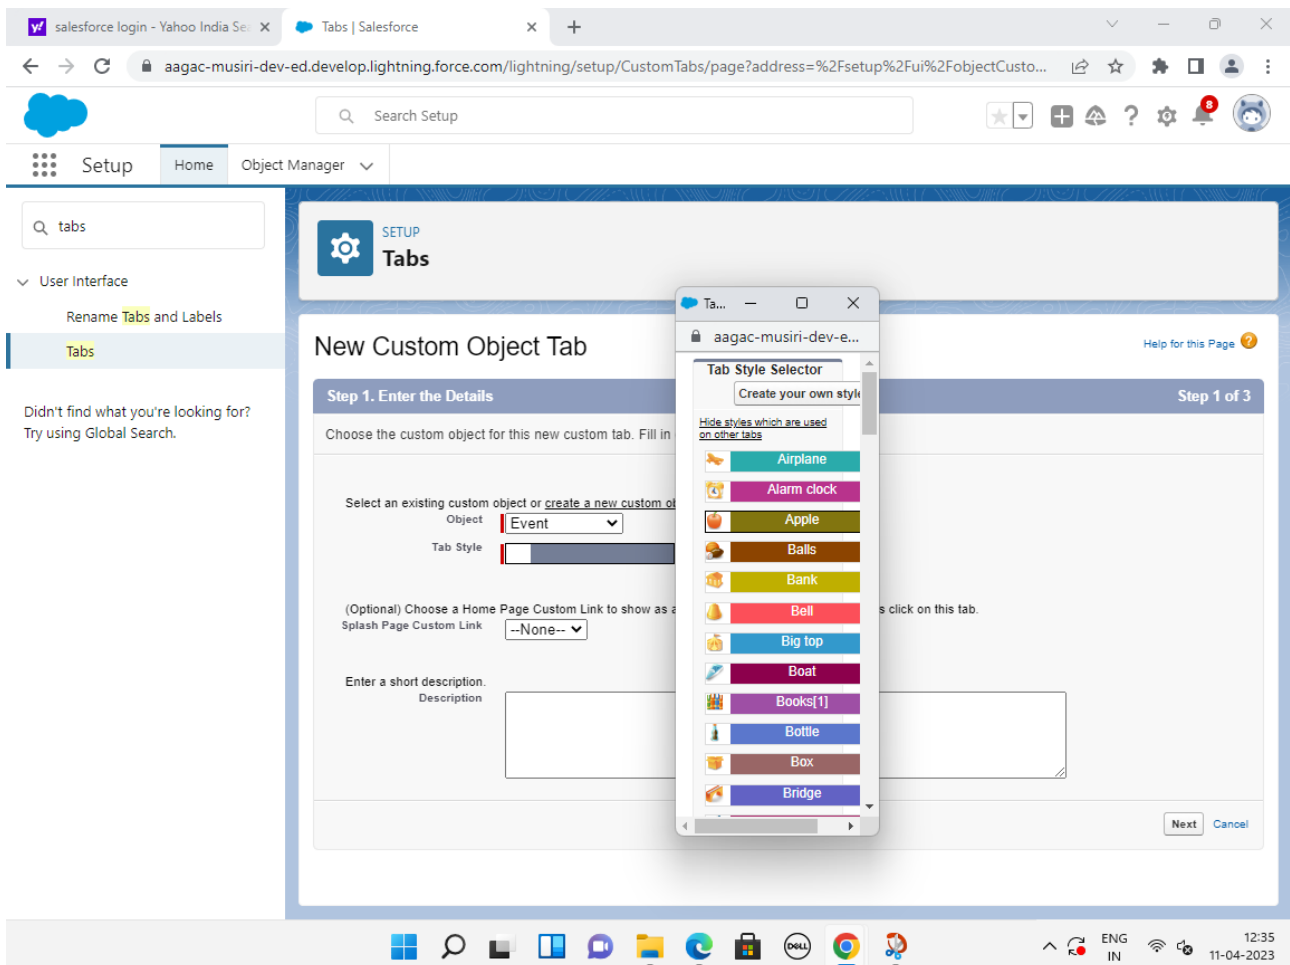 salesforce login - Yahoo India Sea
Tabs | Salesforce
aagac-musiri-dev-ed.develop.lightning.force.com/lightning/setup/CustomTabs/page?address=%2Fsetup%2Fui%2FobjectCusto...
Search Setup
8
Setup
Home
Object Manager
tabs
User Interface
Rename Tabs and Labels
Tabs
Didn't find what you're looking for?
Try using Global Search.
SETUP
Tabs
New Custom Object Tab
Help for this Page
Step 1. Enter the Details
Step 1 of 3
Choose the custom object for this new custom tab. Fill in
Select an existing custom object or create a new custom ob
Object
Event
Tab Style
(Optional) Choose a Home Page Custom Link to show as a
s click on this tab.
Splash Page Custom Link
--None--
Enter a short description.
Description
Next
Cancel
Ta...
aagac-musiri-dev-e...
Tab Style Selector
Create your own style
Hide styles which are used
on other tabs
Airplane
Alarm clock
Apple
Balls
Bank
Bell
Big top
Boat
Books[1]
Bottle
Box
Bridge
DELL
ENG
IN
12:35
11-04-2023